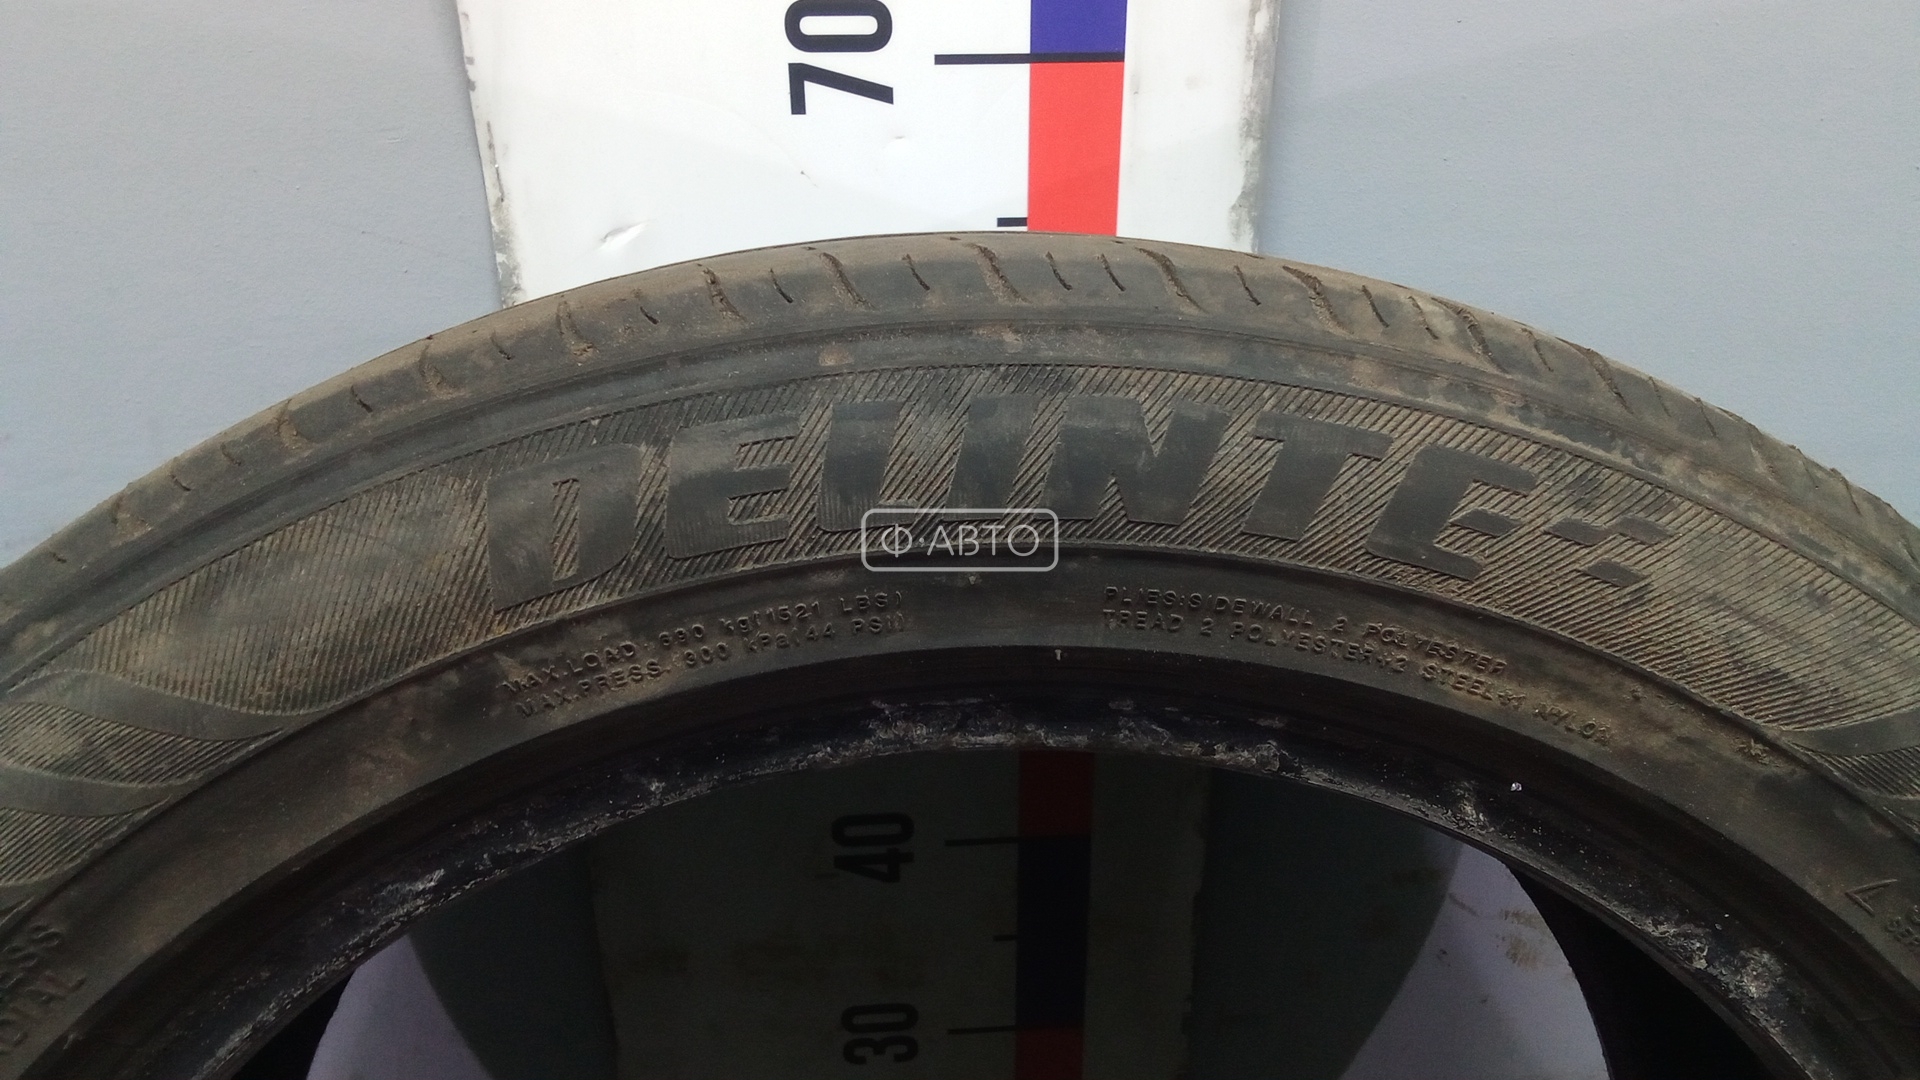 70
DELINTE
Ф·АВТО
MAX.LOAD 690 kg(1521 LBS)
MAX.PRESS. 300 kPa(44 PSI)
PLIES:SIDEWALL 2 POLYESTER
TREAD 2 POLYESTER+2 STEEL+1 NYLON
40
30